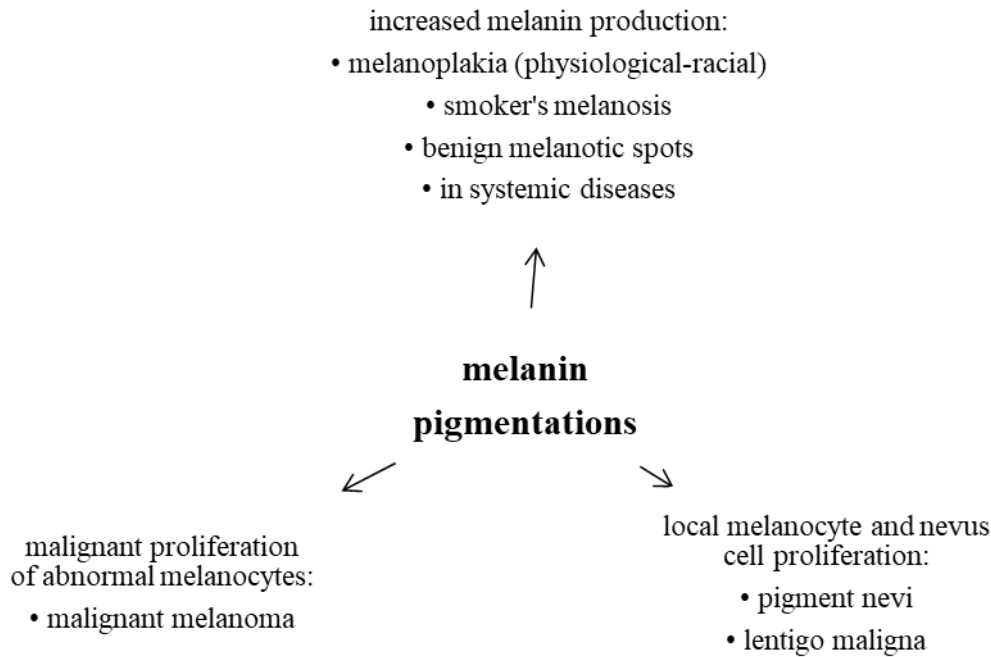 increased melanin production:
• melanoplakia (physiological-racial)
• smoker's melanosis
• benign melanotic spots
• in systemic diseases
melanin
pigmentations
malignant proliferation
of abnormal melanocytes:
• malignant melanoma
local melanocyte and nevus
cell proliferation:
• pigment nevi
• lentigo maligna